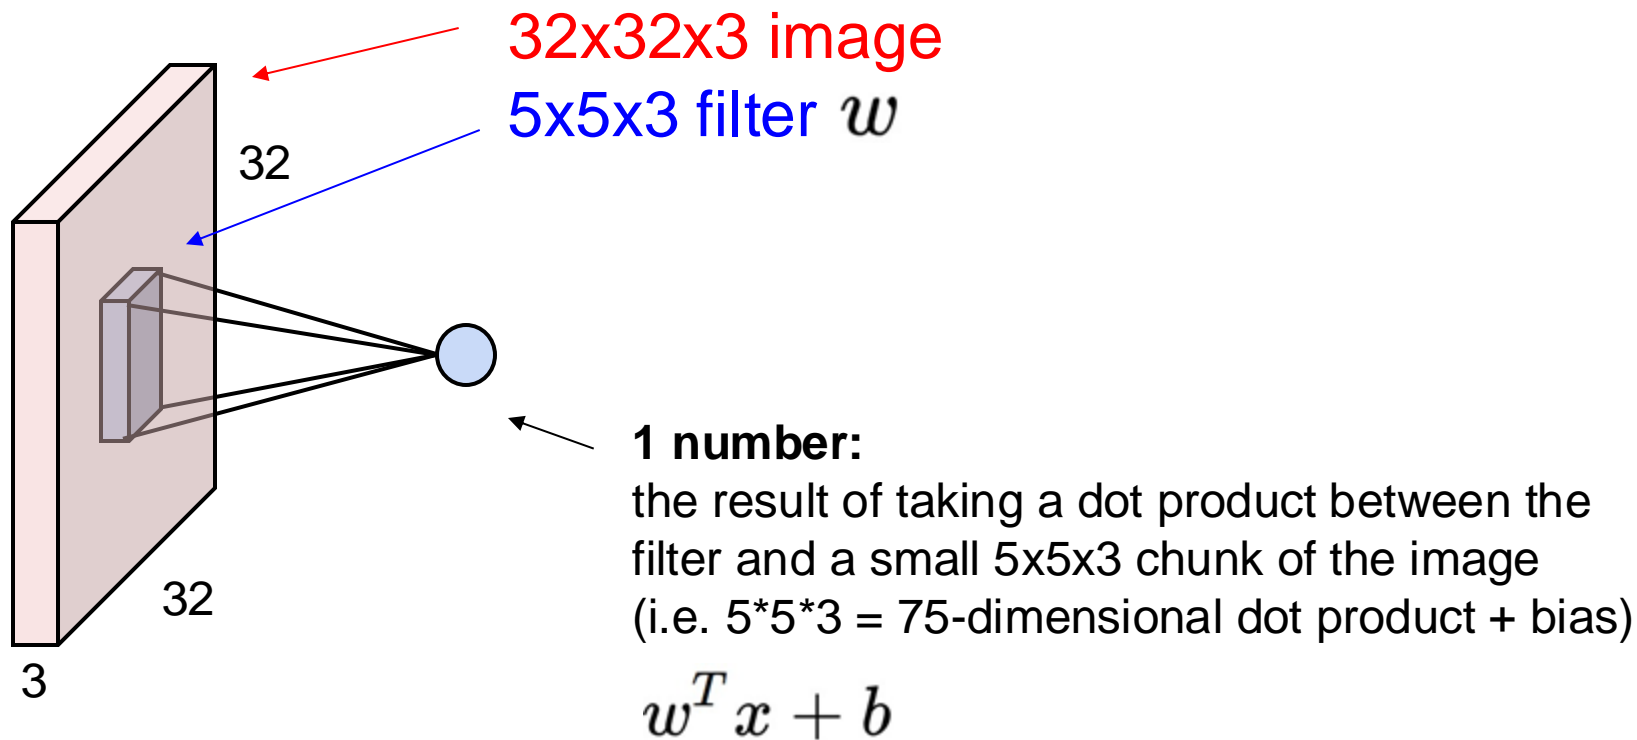 32x32x3 image
5x5x3 filter w
32
32
3
1 number:
the result of taking a dot product between the
filter and a small 5x5x3 chunk of the image
(i.e. 5*5*3 = 75-dimensional dot product + bias)
w^T x + b